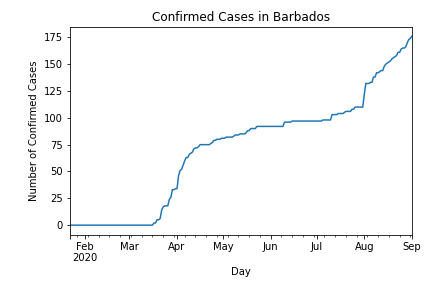 Confirmed Cases in Barbados
Number of Confirmed Cases
175
150
125
100
75
50
25
0
Feb Mar Apr May Jun Jul Aug Sep
2020
Day